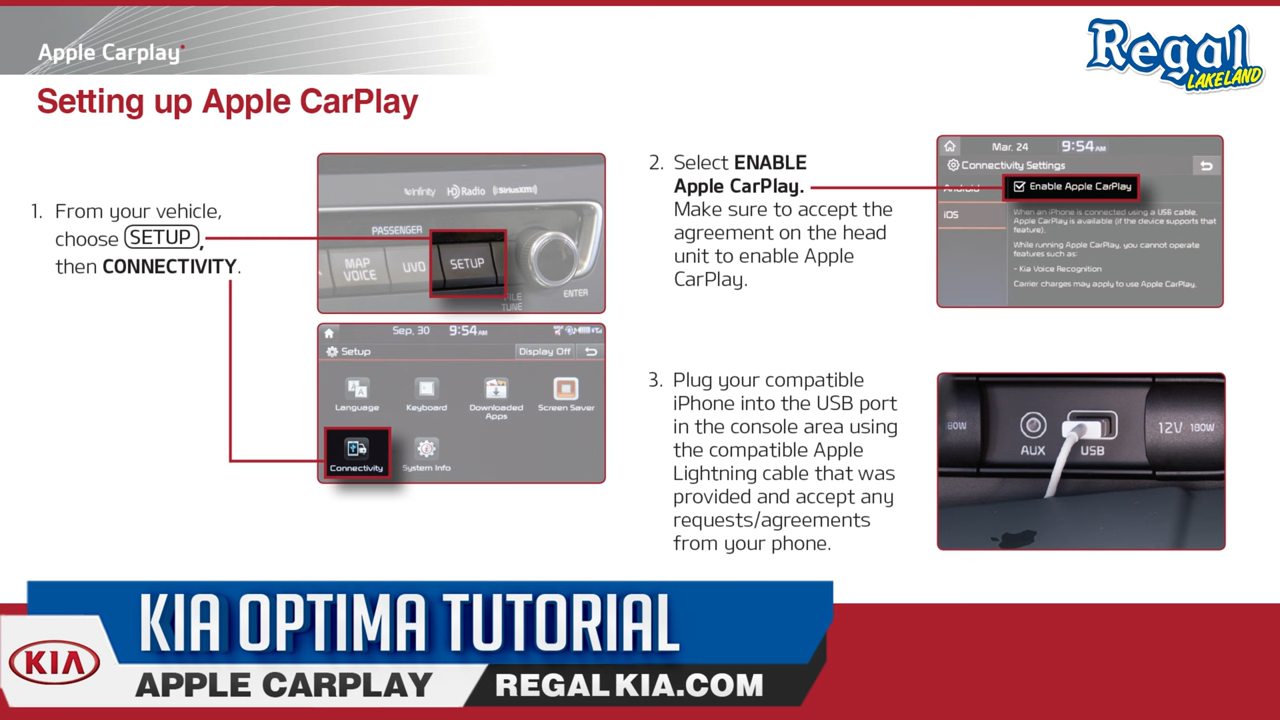 Apple Carplay*
Regal
LAKELAND
Setting up Apple CarPlay
1. From your vehicle,
choose SETUP,
then CONNECTIVITY.
infinity HD Radio ((SiriusXM))
PASSENGER
MAP
VOICE
UVO
SETUP
FILE
TUNE
ENTER
Sep. 30 9:54 AM
Setup
Display Off
Language
Keyboard
Downloaded
Apps
Screen Saver
Connectivity
System Info
2. Select ENABLE
Apple CarPlay.
Make sure to accept the
agreement on the head
unit to enable Apple
CarPlay.
Mar. 24 9:54 AM
Connectivity Settings
Android
Enable Apple CarPlay
iOS
When an iPhone is connected using a USB cable,
Apple CarPlay is available (if the device supports that
feature).
While running Apple CarPlay, you cannot operate
features such as:
- Kia Voice Recognition
Carrier charges may apply to use Apple CarPlay.
3. Plug your compatible
iPhone into the USB port
in the console area using
the compatible Apple
Lightning cable that was
provided and accept any
requests/agreements
from your phone.
180W
AUX
USB
12V 180W
KIA OPTIMA TUTORIAL
KIA
APPLE CARPLAY
REGALKIA.COM